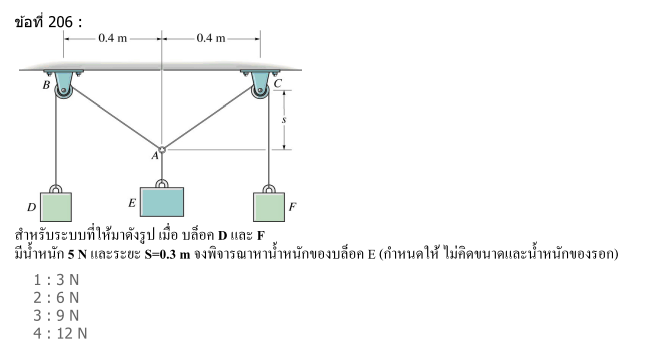 ข้อที่ 206 :
0.4 m 0.4 m
B C
s
A
D E F
สำหรับระบบที่ให้มาดังรูป เมื่อ บล็อค D และ F
มีน้ำหนัก 5 N และระยะ S=0.3 m จงพิจารณาหาน้ำหนักของบล็อค E (กำหนดให้ ไม่คิดขนาดและน้ำหนักของรอก)
1 : 3 N
2 : 6 N
3 : 9 N
4 : 12 N